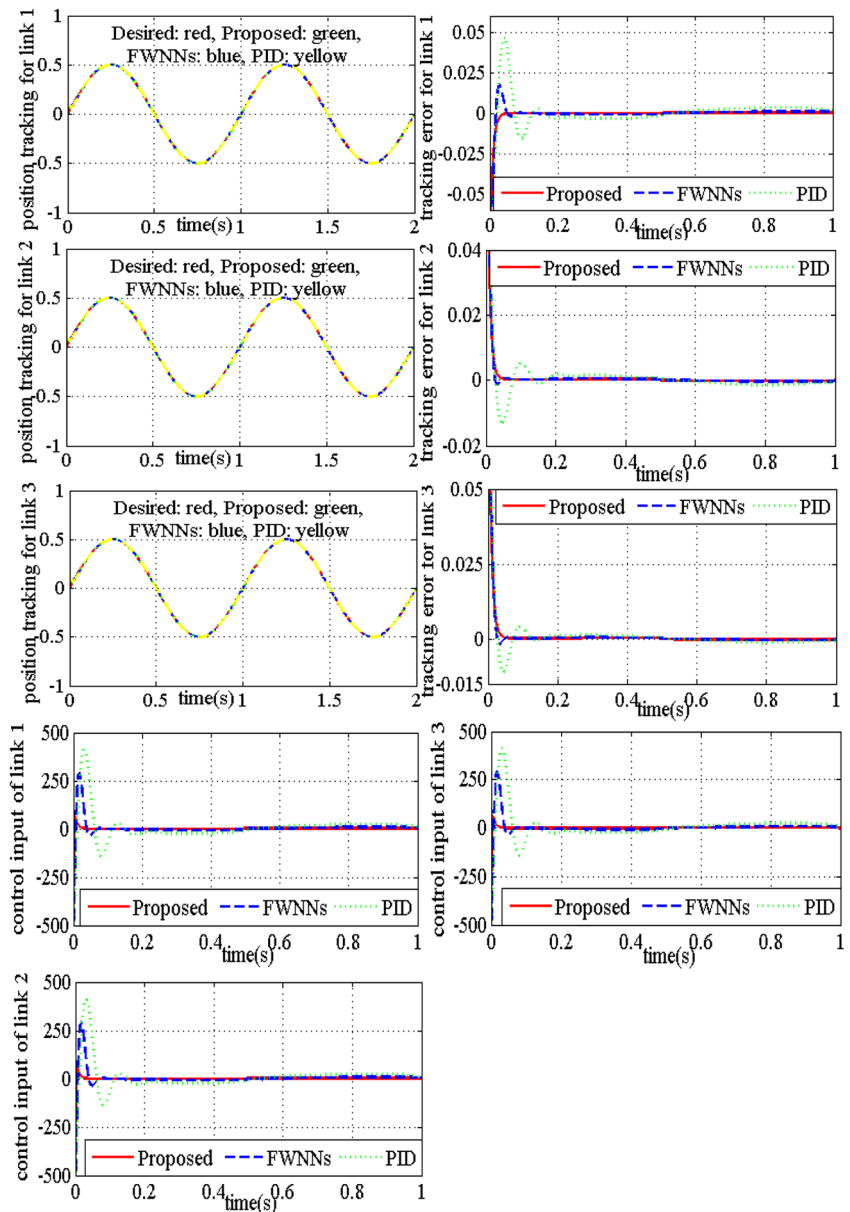 position tracking for link 1
Desired: red, Proposed: green,
FWNNs: blue, PID: yellow
1
0.5
0
-0.5
-1
0 0.5 1 1.5 2
time(s)
tracking error for link 1
0.05
0.025
0
-0.025
-0.05
Proposed FWNNs PID
0 0.2 0.4 0.6 0.8 1
time(s)
position tracking for link 2
Desired: red, Proposed: green,
FWNNs: blue, PID: yellow
1
0.5
0
-0.5
-1
0 0.5 1 1.5 2
time(s)
tracking error for link 2
0.04
0.02
0
-0.02
Proposed FWNNs PID
0 0.2 0.4 0.6 0.8 1
time(s)
position tracking for link 3
Desired: red, Proposed: green,
FWNNs: blue, PID: yellow
1
0.5
0
-0.5
-1
0 0.5 1 1.5 2
time(s)
tracking error for link 3
0.05
0.025
0
-0.015
Proposed FWNNs PID
0 0.2 0.4 0.6 0.8 1
time(s)
control input of link 1
500
250
0
-250
-500
Proposed FWNNs PID
0 0.2 0.4 0.6 0.8 1
time(s)
control input of link 3
500
250
0
-250
-500
Proposed FWNNs PID
0 0.2 0.4 0.6 0.8 1
time(s)
control input of link 2
500
250
0
-250
-500
Proposed FWNNs PID
0 0.2 0.4 0.6 0.8 1
time(s)